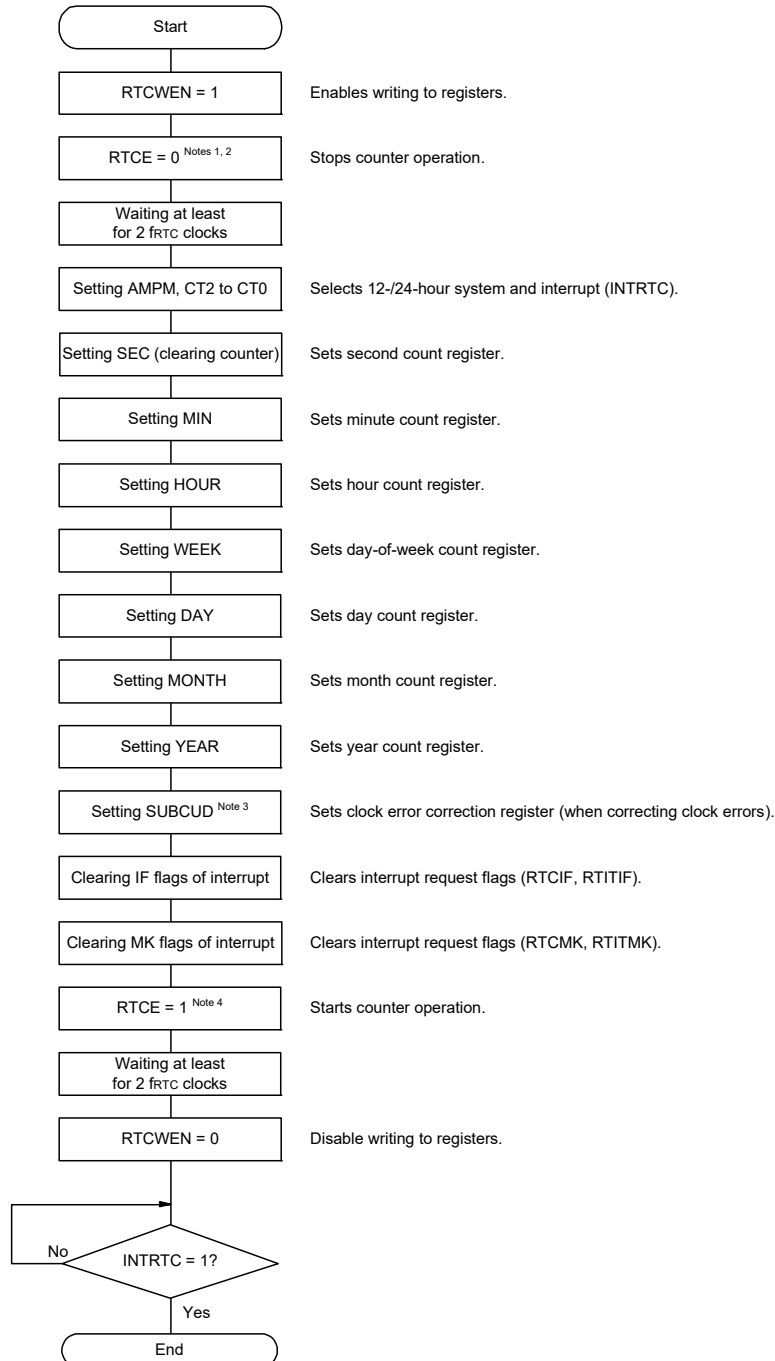 Start
RTCWEN = 1
Enables writing to registers.
RTCE = 0 Notes 1, 2
Stops counter operation.
Waiting at least
for 2 fRTC clocks
Setting AMPM, CT2 to CT0
Selects 12-/24-hour system and interrupt (INTRTC).
Setting SEC (clearing counter)
Sets second count register.
Setting MIN
Sets minute count register.
Setting HOUR
Sets hour count register.
Setting WEEK
Sets day-of-week count register.
Setting DAY
Sets day count register.
Setting MONTH
Sets month count register.
Setting YEAR
Sets year count register.
Setting SUBCUD Note 3
Sets clock error correction register (when correcting clock errors).
Clearing IF flags of interrupt
Clears interrupt request flags (RTCIF, RTITIF).
Clearing MK flags of interrupt
Clears interrupt request flags (RTCMK, RTITMK).
RTCE = 1 Note 4
Starts counter operation.
Waiting at least
for 2 fRTC clocks
RTCWEN = 0
Disable writing to registers.
No
INTRTC = 1?
Yes
End